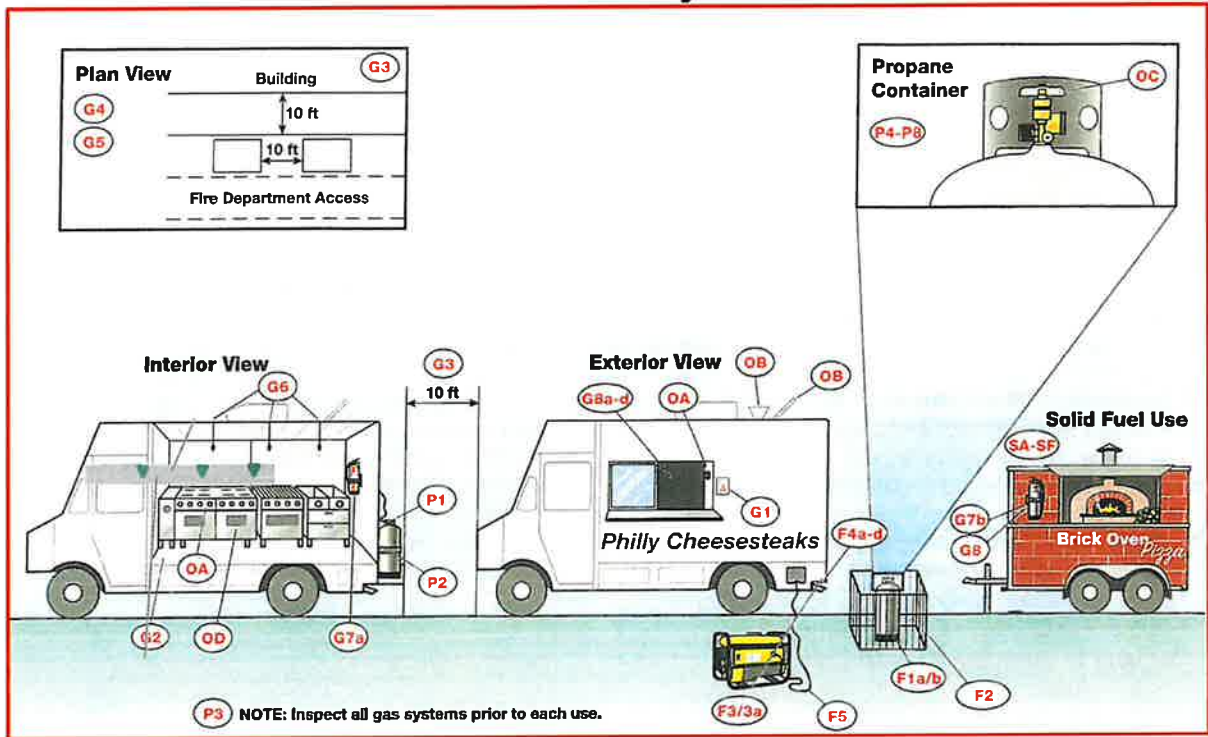 Plan View
G3
Building
G4
10 ft
G5
10 ft
Fire Department Access
Propane
Container
OC
P4-P8
Interior View
G3
G6
10 ft
Exterior View
OB
OB
G8a-d
OA
Solid Fuel Use
SA-SF
P1
G1
F4a-d
G7b
Philly Cheesesteaks
G8
Brick Oven
Pizza
OA
P2
G2
OD
G7a
F1a/b
F2
F3/3a
F5
P3 NOTE: Inspect all gas systems prior to each use.